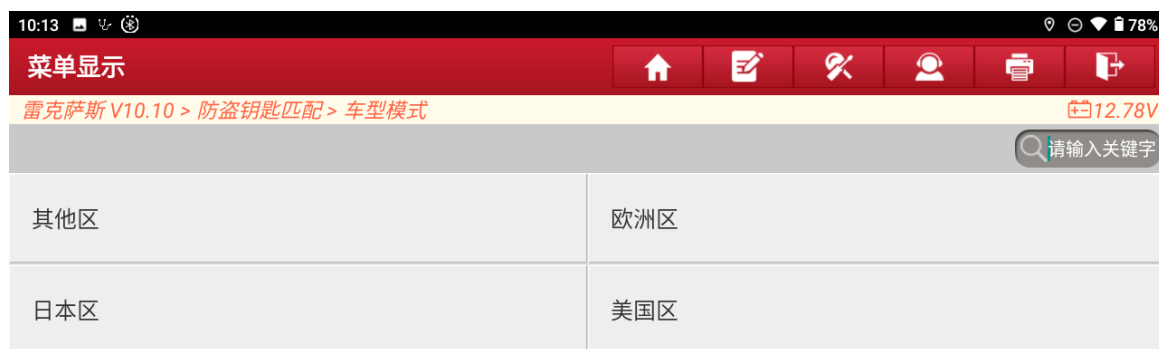 10:13 78%
菜单显示
雷克萨斯 V10.10 > 防盗钥匙匹配 > 车型模式 12.78V
请输入关键字
其他区 欧洲区
日本区 美国区